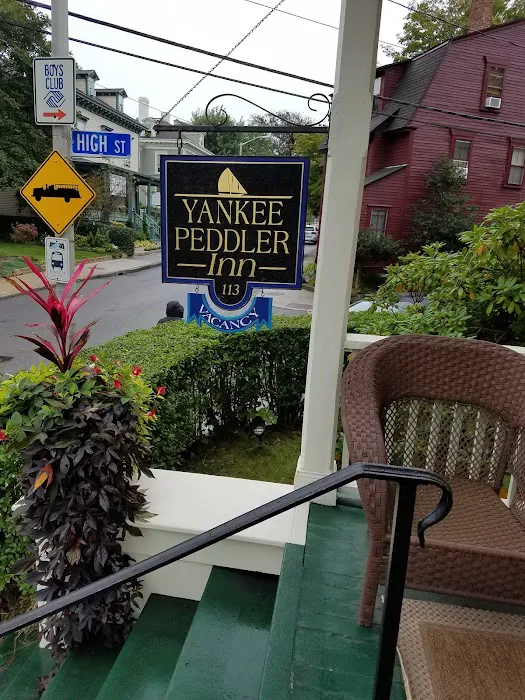 BOYS
CLUB
HIGH ST
YANKEE
PEDDLER
Inn
113
VACANCY